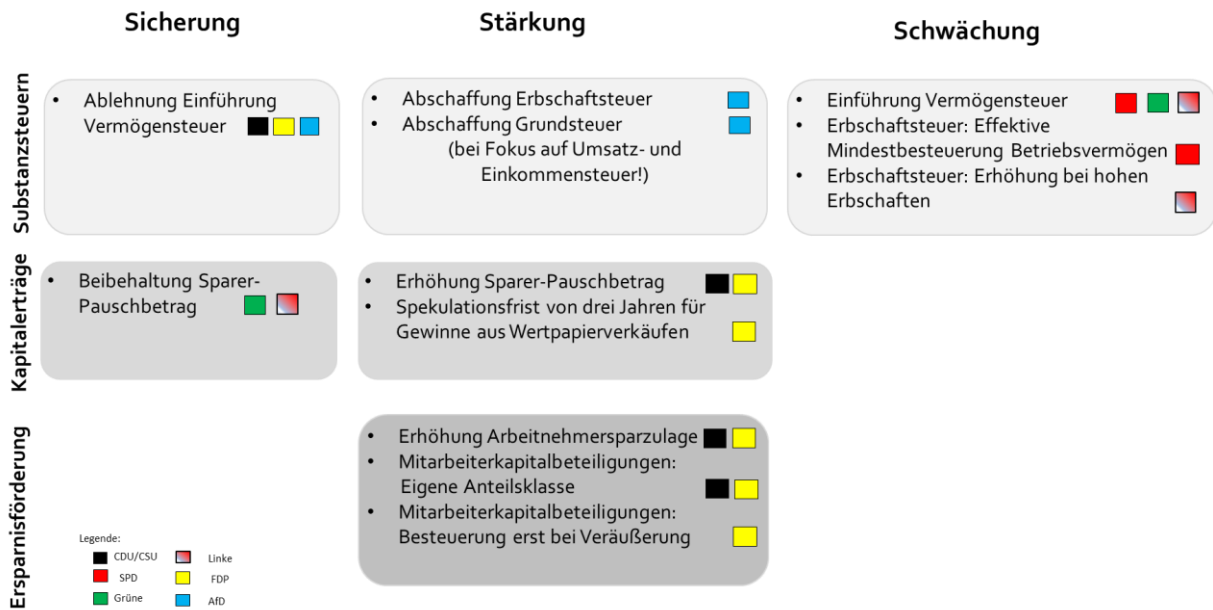 Sicherung
Stärkung
Schwächung
Substanzsteuern
• Ablehnung Einführung
Vermögensteuer
• Abschaffung Erbschaftsteuer
• Abschaffung Grundsteuer
(bei Fokus auf Umsatz- und
Einkommensteuer!)
• Einführung Vermögensteuer
• Erbschaftsteuer: Effektive
Mindestbesteuerung Betriebsvermögen
• Erbschaftsteuer: Erhöhung bei hohen
Erbschaften
Kapitalerträge
• Beibehaltung Sparer-
Pauschbetrag
• Erhöhung Sparer-Pauschbetrag
• Spekulationsfrist von drei Jahren für
Gewinne aus Wertpapierverkäufen
Ersparnisförderung
• Erhöhung Arbeitnehmersparzulage
• Mitarbeiterkapitalbeteiligungen:
Eigene Anteilsklasse
• Mitarbeiterkapitalbeteiligungen:
Besteuerung erst bei Veräußerung
Legende:
CDU/CSU
Linke
SPD
FDP
Grüne
AfD